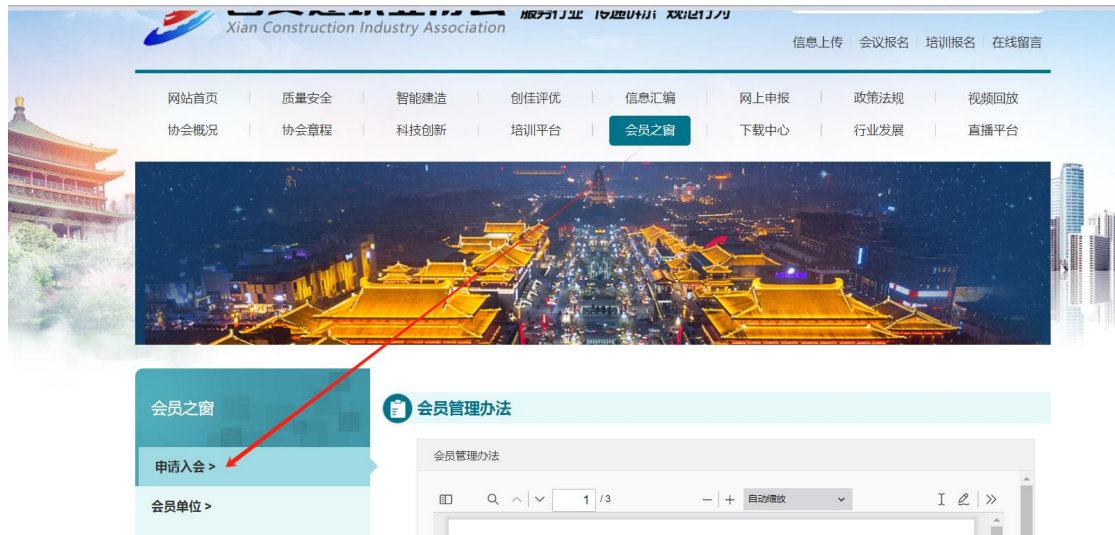 Xian Construction Industry Association
信息上传 会议报名 培训报名 在线留言
网站首页 质量安全 智能建造 创佳评优 信息汇编 网上申报 政策法规 视频回放
协会概况 协会章程 科技创新 培训平台 会员之窗 下载中心 行业发展 直播平台
会员之窗
会员管理办法
会员管理办法
申请入会 >
1 / 3 自动缩放
会员单位 >